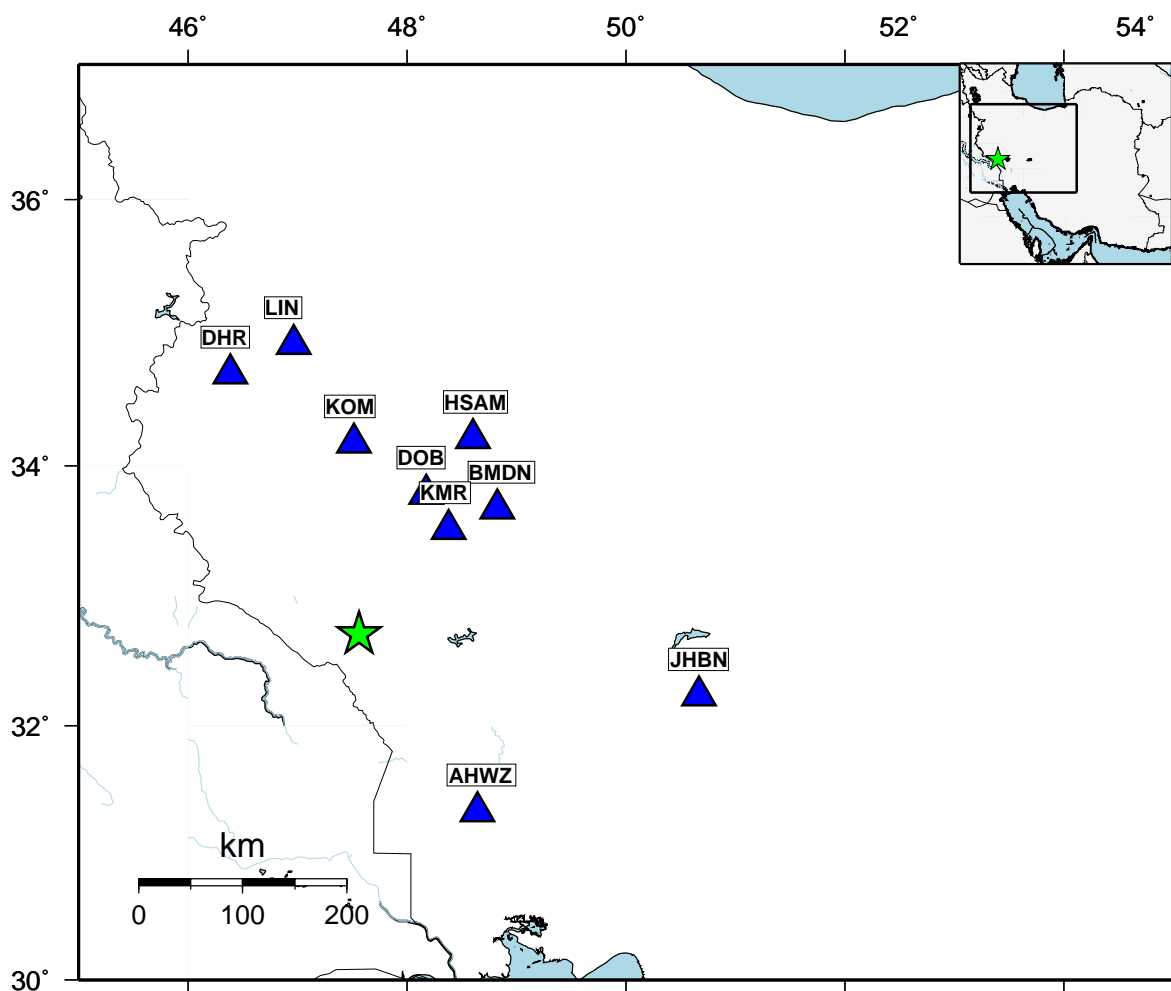 46˚ 48˚ 50˚ 52˚ 54˚
36˚
LIN
DHR
HSAM
KOM
34˚
DOB
BMDN
KMR
JHBN
32˚
AHWZ
km
0 100 200
30˚